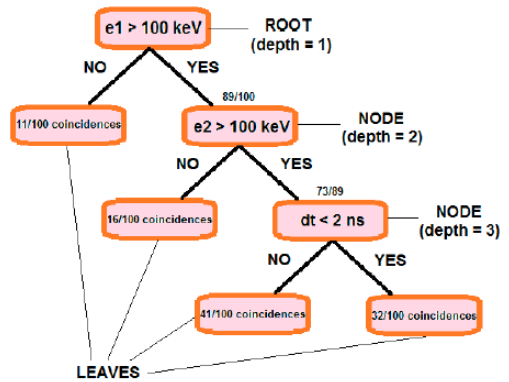 e1 > 100 keV
ROOT
(depth = 1)
NO
YES
89/100
11/100 coincidences
e2 > 100 keV
NODE
(depth = 2)
NO
YES
73/89
16/100 coincidences
dt < 2 ns
NODE
(depth = 3)
NO
YES
41/100 coincidences
32/100 coincidences
LEAVES